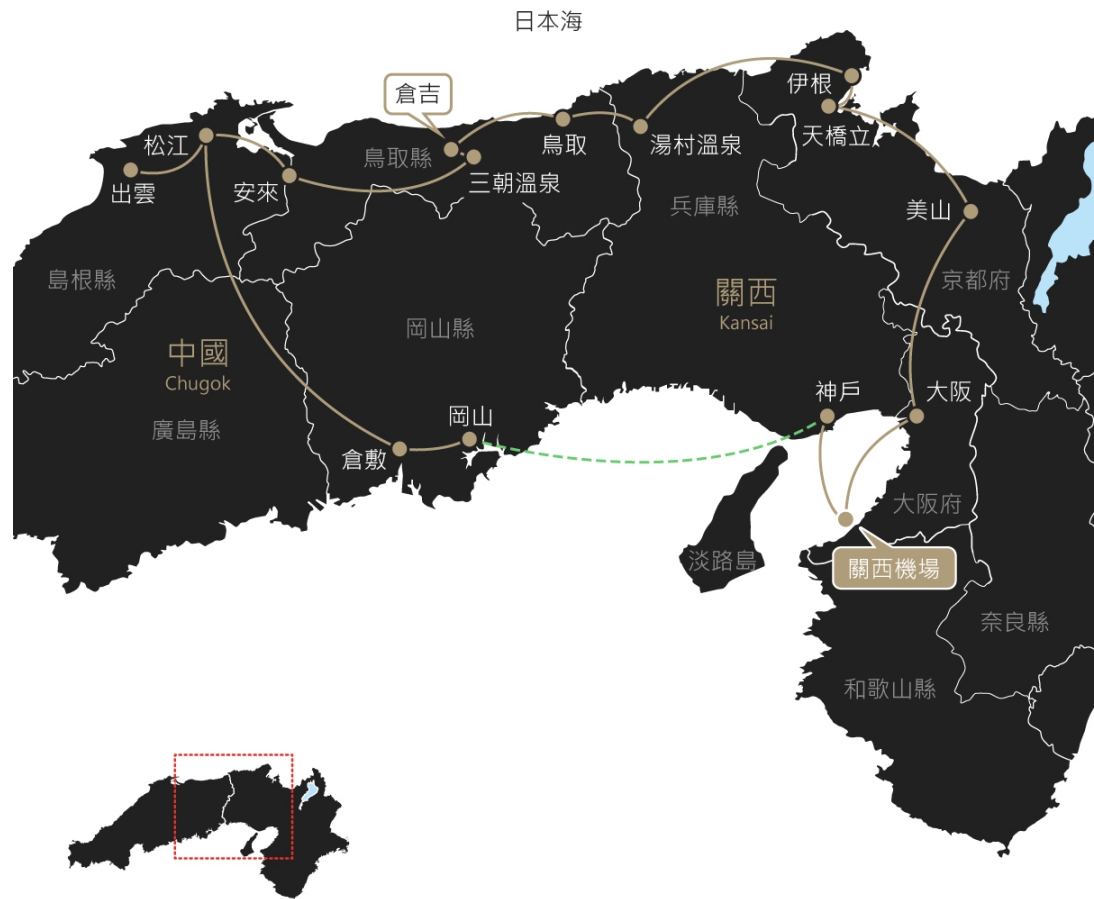 日本海
倉吉
伊根
松江
鳥取縣
鳥取
湯村溫泉
天橋立
出雲
安來
三朝溫泉
兵庫縣
美山
島根縣
京都府
關西
Kansai
岡山縣
中國
Chugok
廣島縣
神戶
大阪
岡山
倉敷
大阪府
淡路島
關西機場
奈良縣
和歌山縣